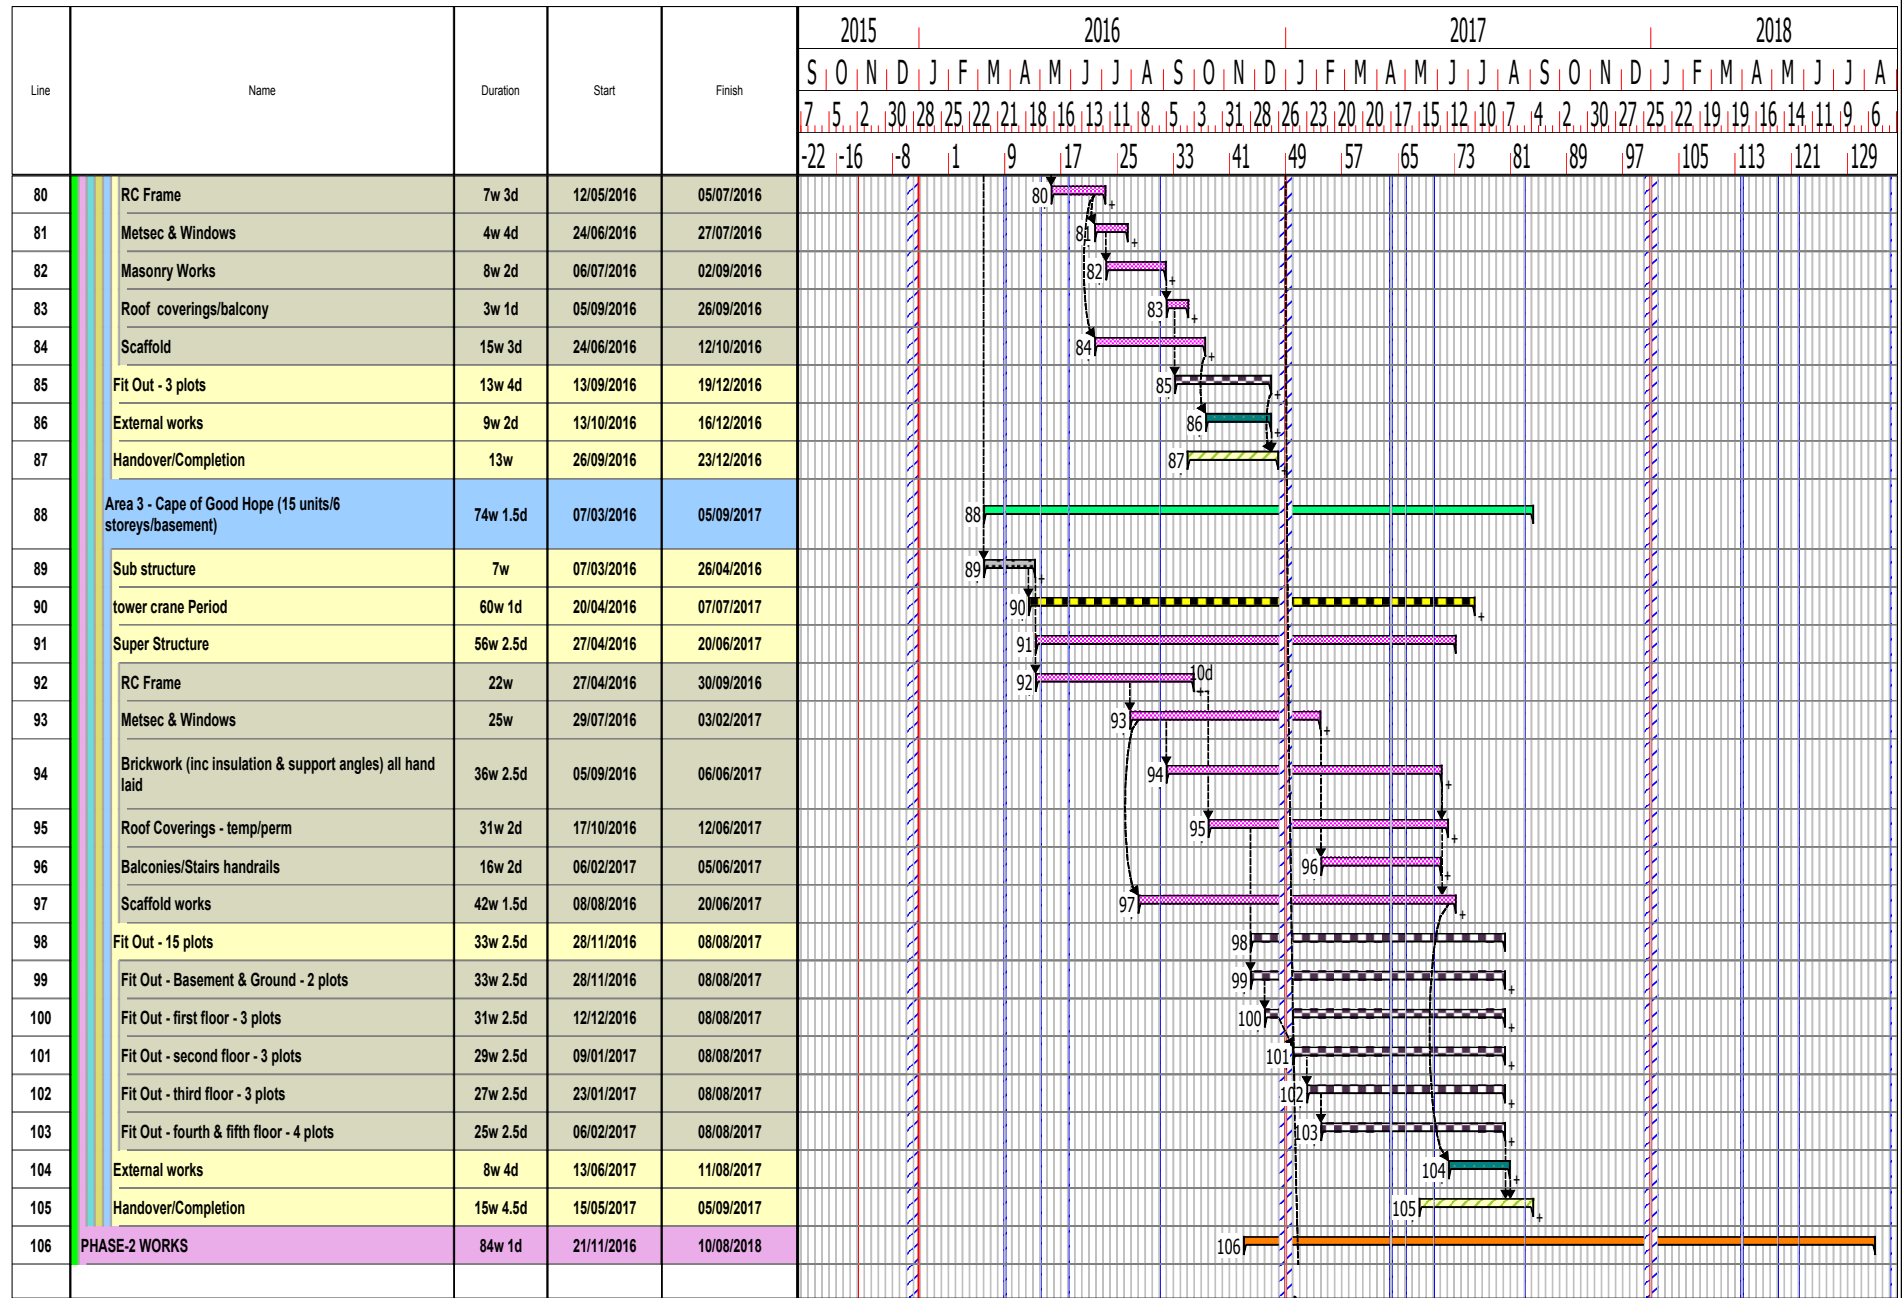 2015 2016 2017 2018
Line Name Duration Start Finish
S O N D J F M A M J J A S O N D J F M A M J J A S O N D J F M A M J J A
7 5 2 30 28 25 22 21 18 16 13 11 8 5 3 31 28 26 23 20 20 17 15 12 10 7 4 2 30 27 25 22 19 19 16 14 11 9 6
-22 -16 -8 1 9 17 25 33 41 49 57 65 73 81 89 97 105 113 121 129
80 RC Frame 7w 3d 12/05/2016 05/07/2016 80
81 Metsec & Windows 4w 4d 24/06/2016 27/07/2016 81
82 Masonry Works 8w 2d 06/07/2016 02/09/2016 82
83 Roof coverings/balcony 3w 1d 05/09/2016 26/09/2016 83
84 Scaffold 15w 3d 24/06/2016 12/10/2016 84
85 Fit Out - 3 plots 13w 4d 13/09/2016 19/12/2016 85
86 External works 9w 2d 13/10/2016 16/12/2016 86
87 Handover/Completion 13w 26/09/2016 23/12/2016 87
Area 3 - Cape of Good Hope (15 units/6
88 storeys/basement) 74w 1.5d 07/03/2016 05/09/2017 88
89 Sub structure 7w 07/03/2016 26/04/2016 89
90 tower crane Period 60w 1d 20/04/2016 07/07/2017 90
91 Super Structure 56w 2.5d 27/04/2016 20/06/2017 91
92 RC Frame 22w 27/04/2016 30/09/2016 92 10d
93 Metsec & Windows 25w 29/07/2016 03/02/2017 93
Brickwork (inc insulation & support angles) all hand
94 laid 36w 2.5d 05/09/2016 06/06/2017 94
95 Roof Coverings - temp/perm 31w 2d 17/10/2016 12/06/2017 95
96 Balconies/Stairs handrails 16w 2d 06/02/2017 05/06/2017 96
97 Scaffold works 42w 1.5d 08/08/2016 20/06/2017 97
98 Fit Out - 15 plots 33w 2.5d 28/11/2016 08/08/2017 98
99 Fit Out - Basement & Ground - 2 plots 33w 2.5d 28/11/2016 08/08/2017 99
100 Fit Out - first floor - 3 plots 31w 2.5d 12/12/2016 08/08/2017 100
101 Fit Out - second floor - 3 plots 29w 2.5d 09/01/2017 08/08/2017 101
102 Fit Out - third floor - 3 plots 27w 2.5d 23/01/2017 08/08/2017 102
103 Fit Out - fourth & fifth floor - 4 plots 25w 2.5d 06/02/2017 08/08/2017 103
104 External works 8w 4d 13/06/2017 11/08/2017 104
105 Handover/Completion 15w 4.5d 15/05/2017 05/09/2017 105
106 PHASE-2 WORKS 84w 1d 21/11/2016 10/08/2018 106